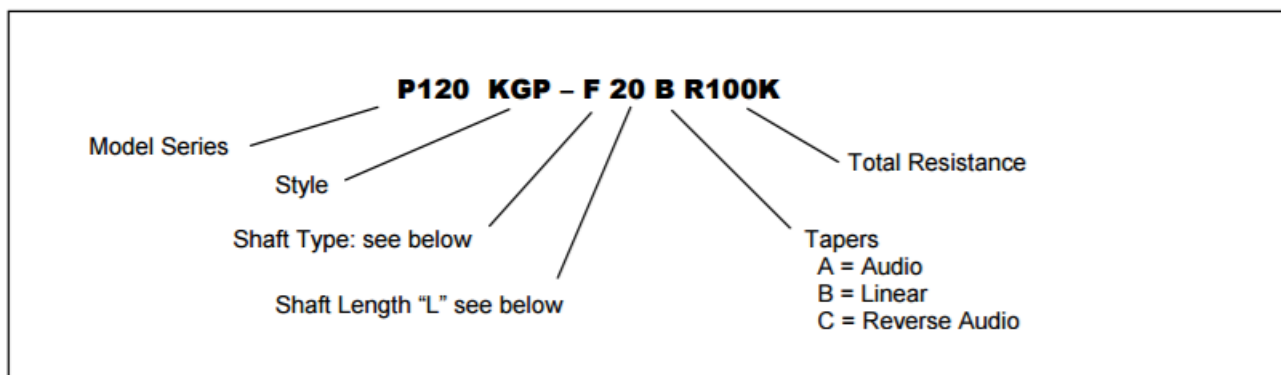 P120 KGP – F 20 B R100K
Model Series
Total Resistance
Style
Shaft Type: see below
Tapers
A = Audio
B = Linear
C = Reverse Audio
Shaft Length “L” see below